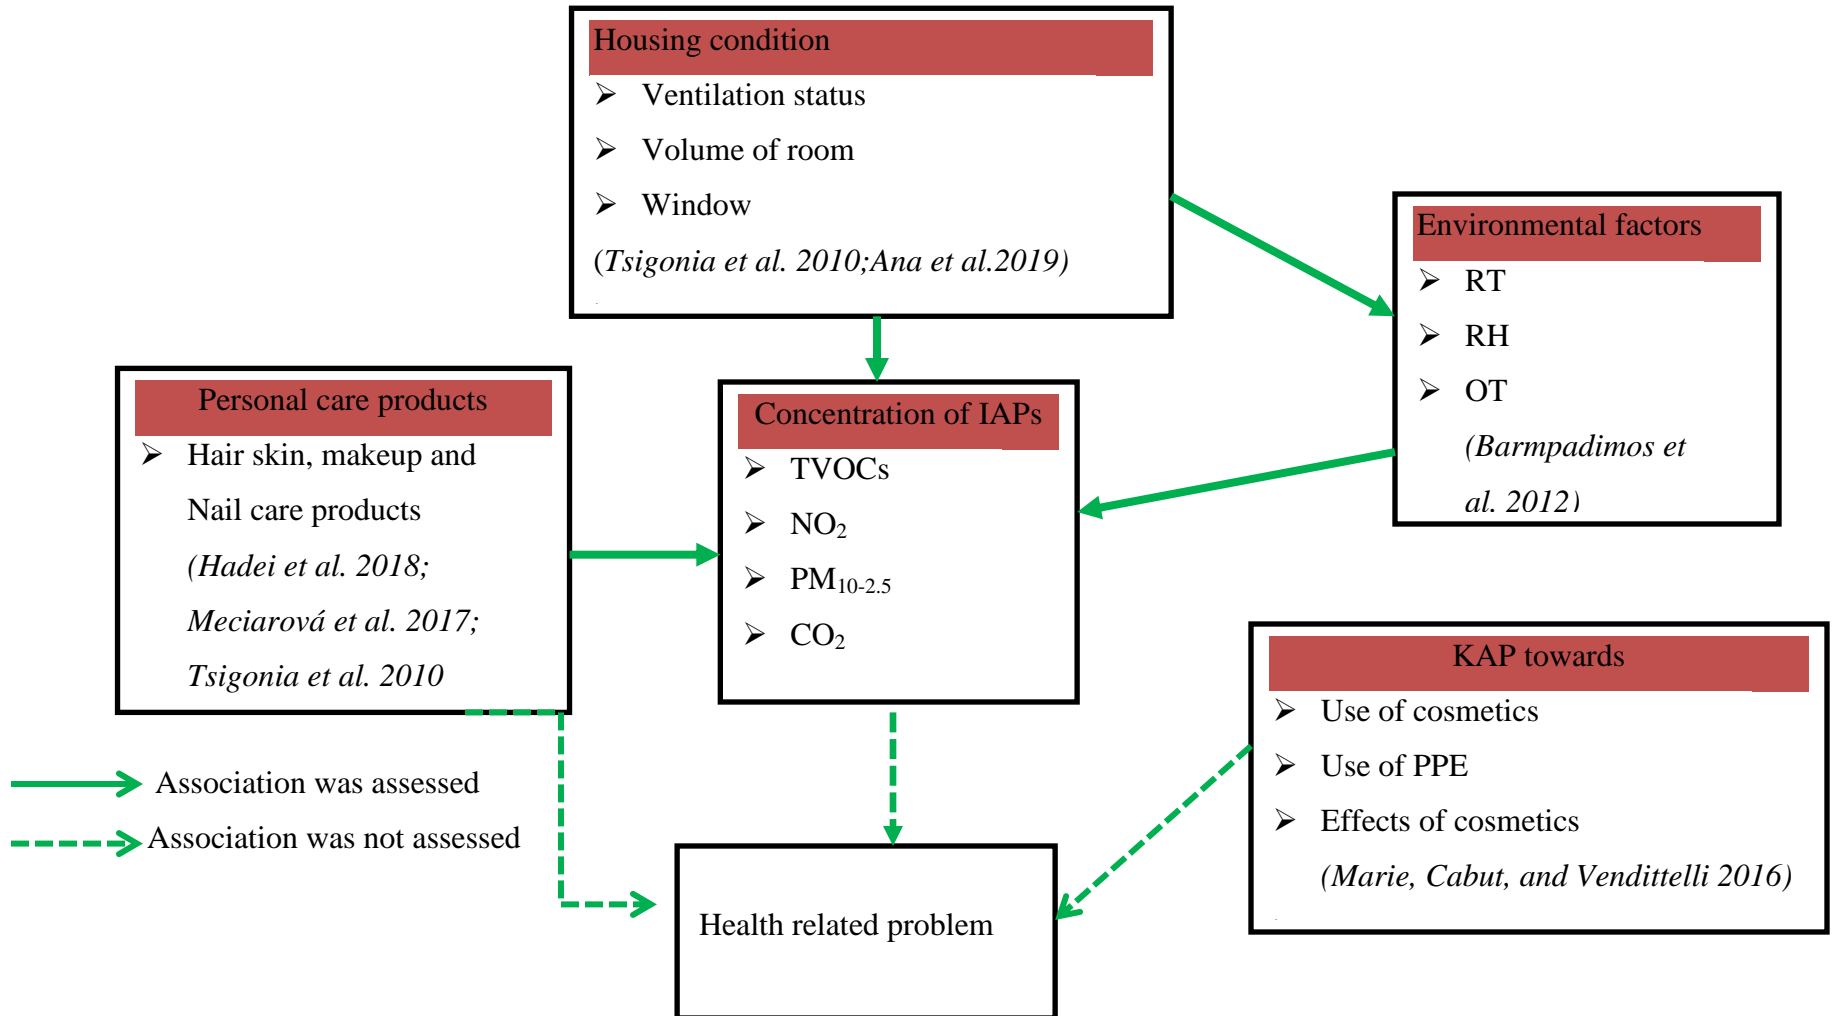 Housing condition
➢ Ventilation status
➢ Volume of room
➢ Window
(Tsigonia et al. 2010;Ana et al.2019)
Environmental factors
➢ RT
➢ RH
➢ OT
(Barmpadimos et
al. 2012)
Personal care products
➢ Hair skin, makeup and
Nail care products
(Hadei et al. 2018;
Meciarová et al. 2017;
Tsigonia et al. 2010
Concentration of IAPs
➢ TVOCs
➢ NO₂
➢ PM₁₀₋₂.₅
➢ CO₂
KAP towards
➢ Use of cosmetics
➢ Use of PPE
➢ Effects of cosmetics
(Marie, Cabut, and Vendittelli 2016)
Association was assessed
Association was not assessed
Health related problem